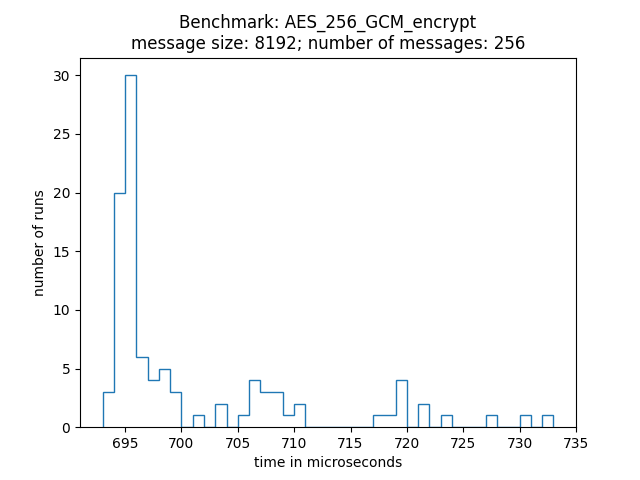 Benchmark: AES_256_GCM_encrypt
message size: 8192; number of messages: 256
30
25
20
15
10
5
0
number of runs
695 700 705 710 715 720 725 730 735
time in microseconds